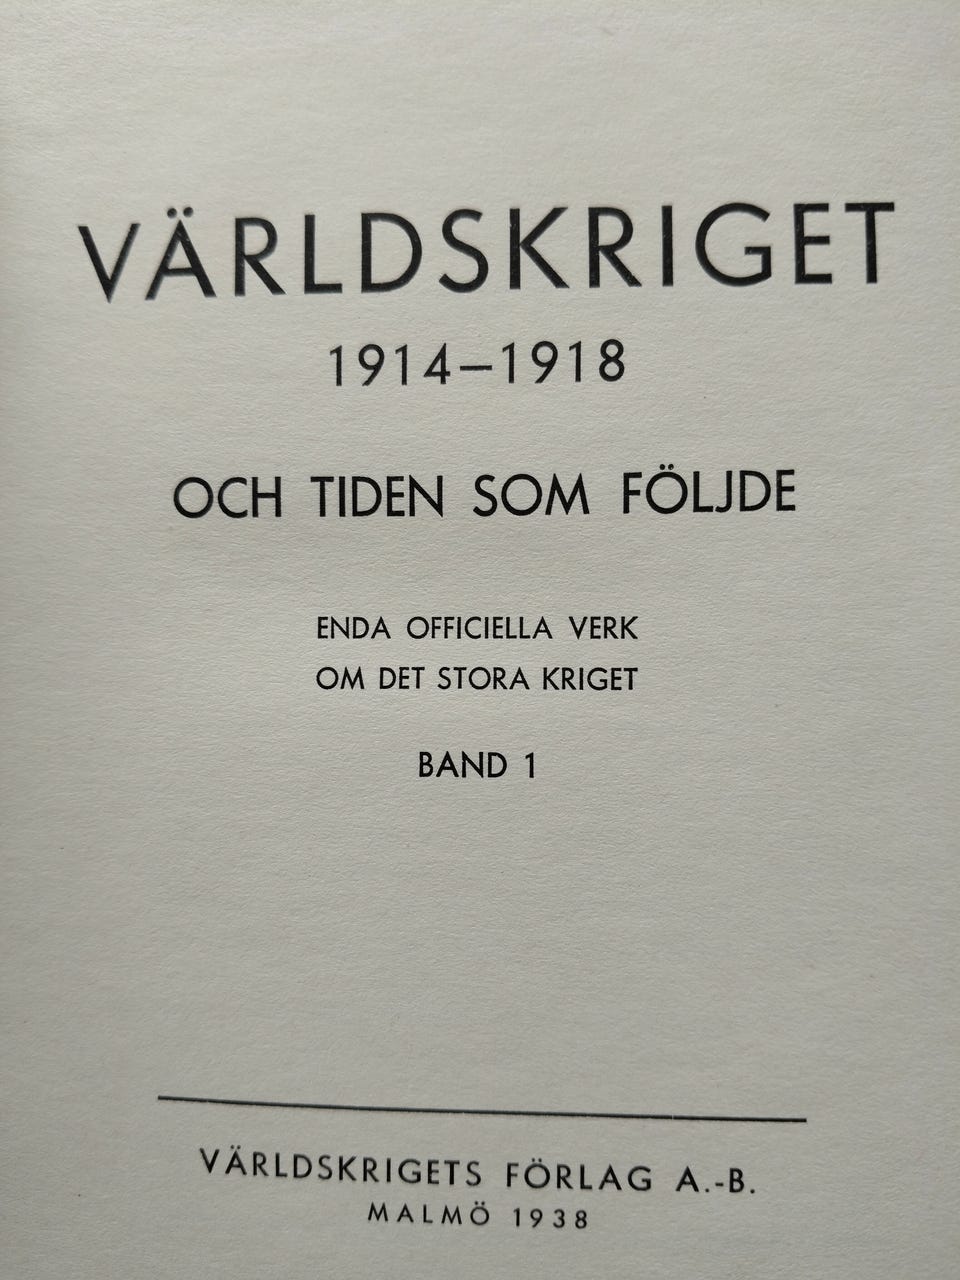 VÄRLDSKRIGET
1914–1918
OCH TIDEN SOM FÖLJDE
ENDA OFFICIELLA VERK
OM DET STORA KRIGET
BAND 1
VÄRLDSKRIGETS FÖRLAG A.-B.
MALMÖ 1938